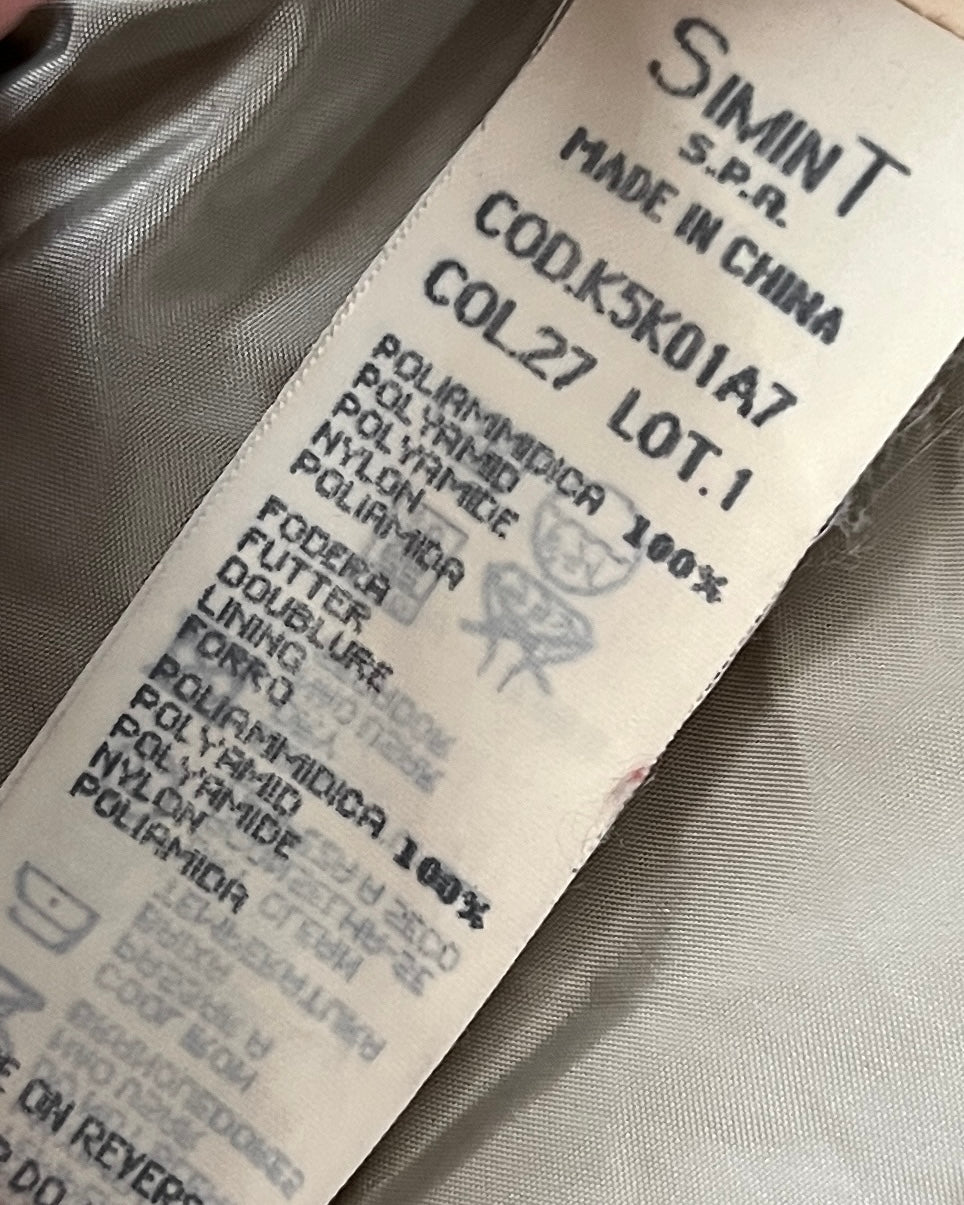 SIMINT
S.P.A.
MADE IN CHINA
COD.K5K01A7
COL.27 LOT.1
POLIAMMIDICA 100%
POLYAMID
POLYAMIDE
NYLON
POLIAMIDA
FODERA
FUTTER
DOUBLURE
LINING
FORRO
POLIAMMIDICA 100%
POLYAMID
POLYAMIDE
NYLON
POLIAMIDA
ON REVERS
DO